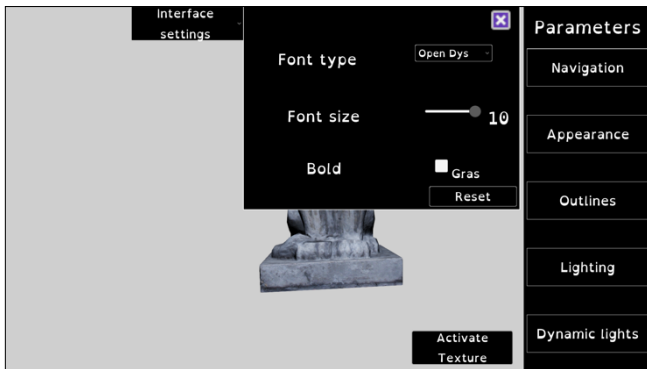 Interface
settings
Font type
Open Dys
Font size
10
Bold
Gras
Reset
Parameters
Navigation
Appearance
Outlines
Lighting
Dynamic lights
Activate
Texture